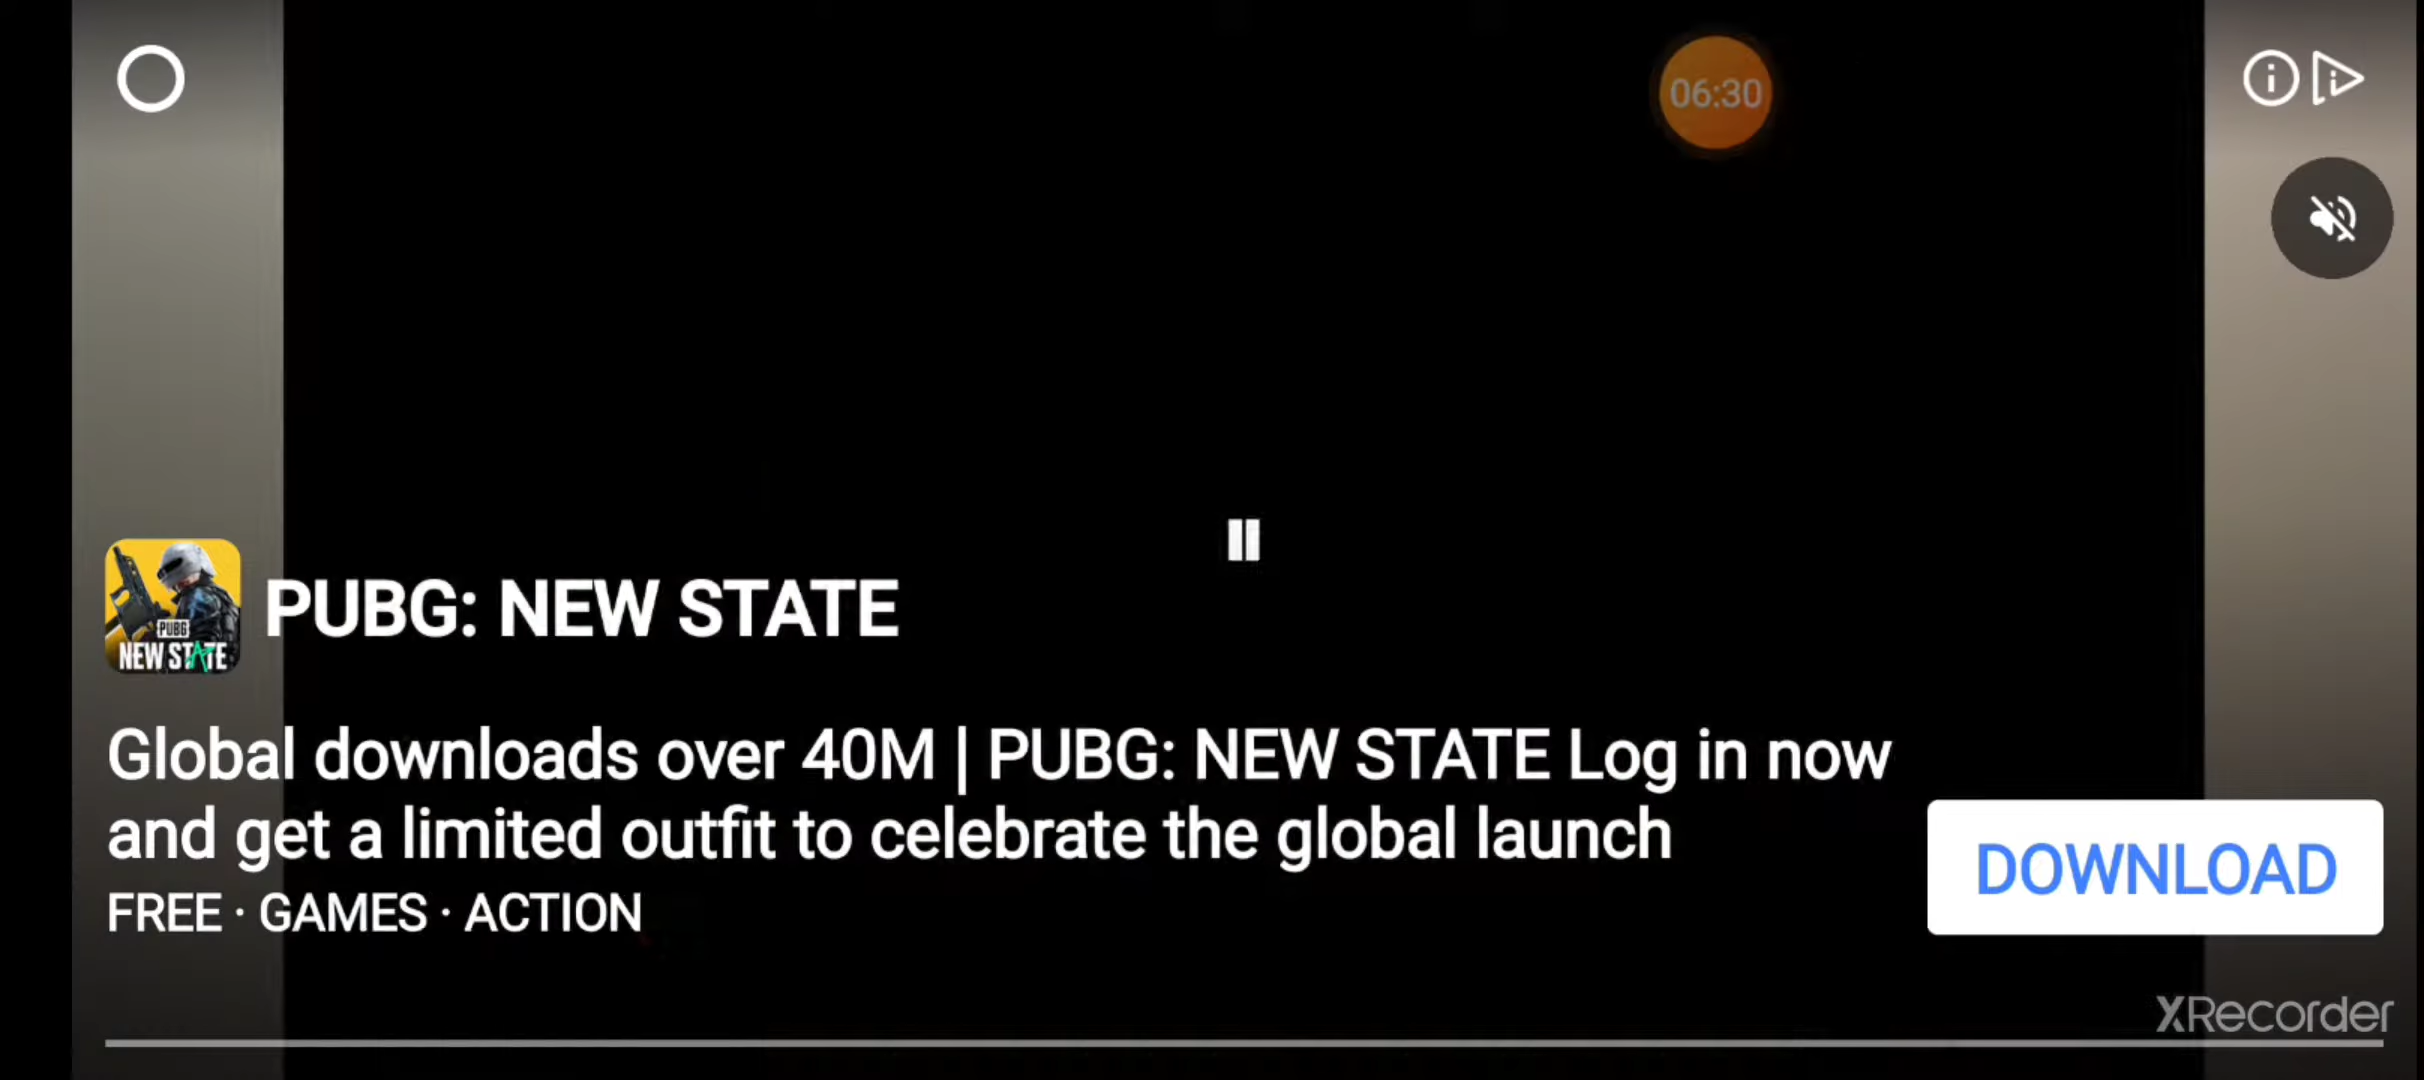 06:30
PUBG
NEW STATE
PUBG: NEW STATE
Global downloads over 40M | PUBG: NEW STATE Log in now
and get a limited outfit to celebrate the global launch
FREE · GAMES · ACTION
DOWNLOAD
XRecorder